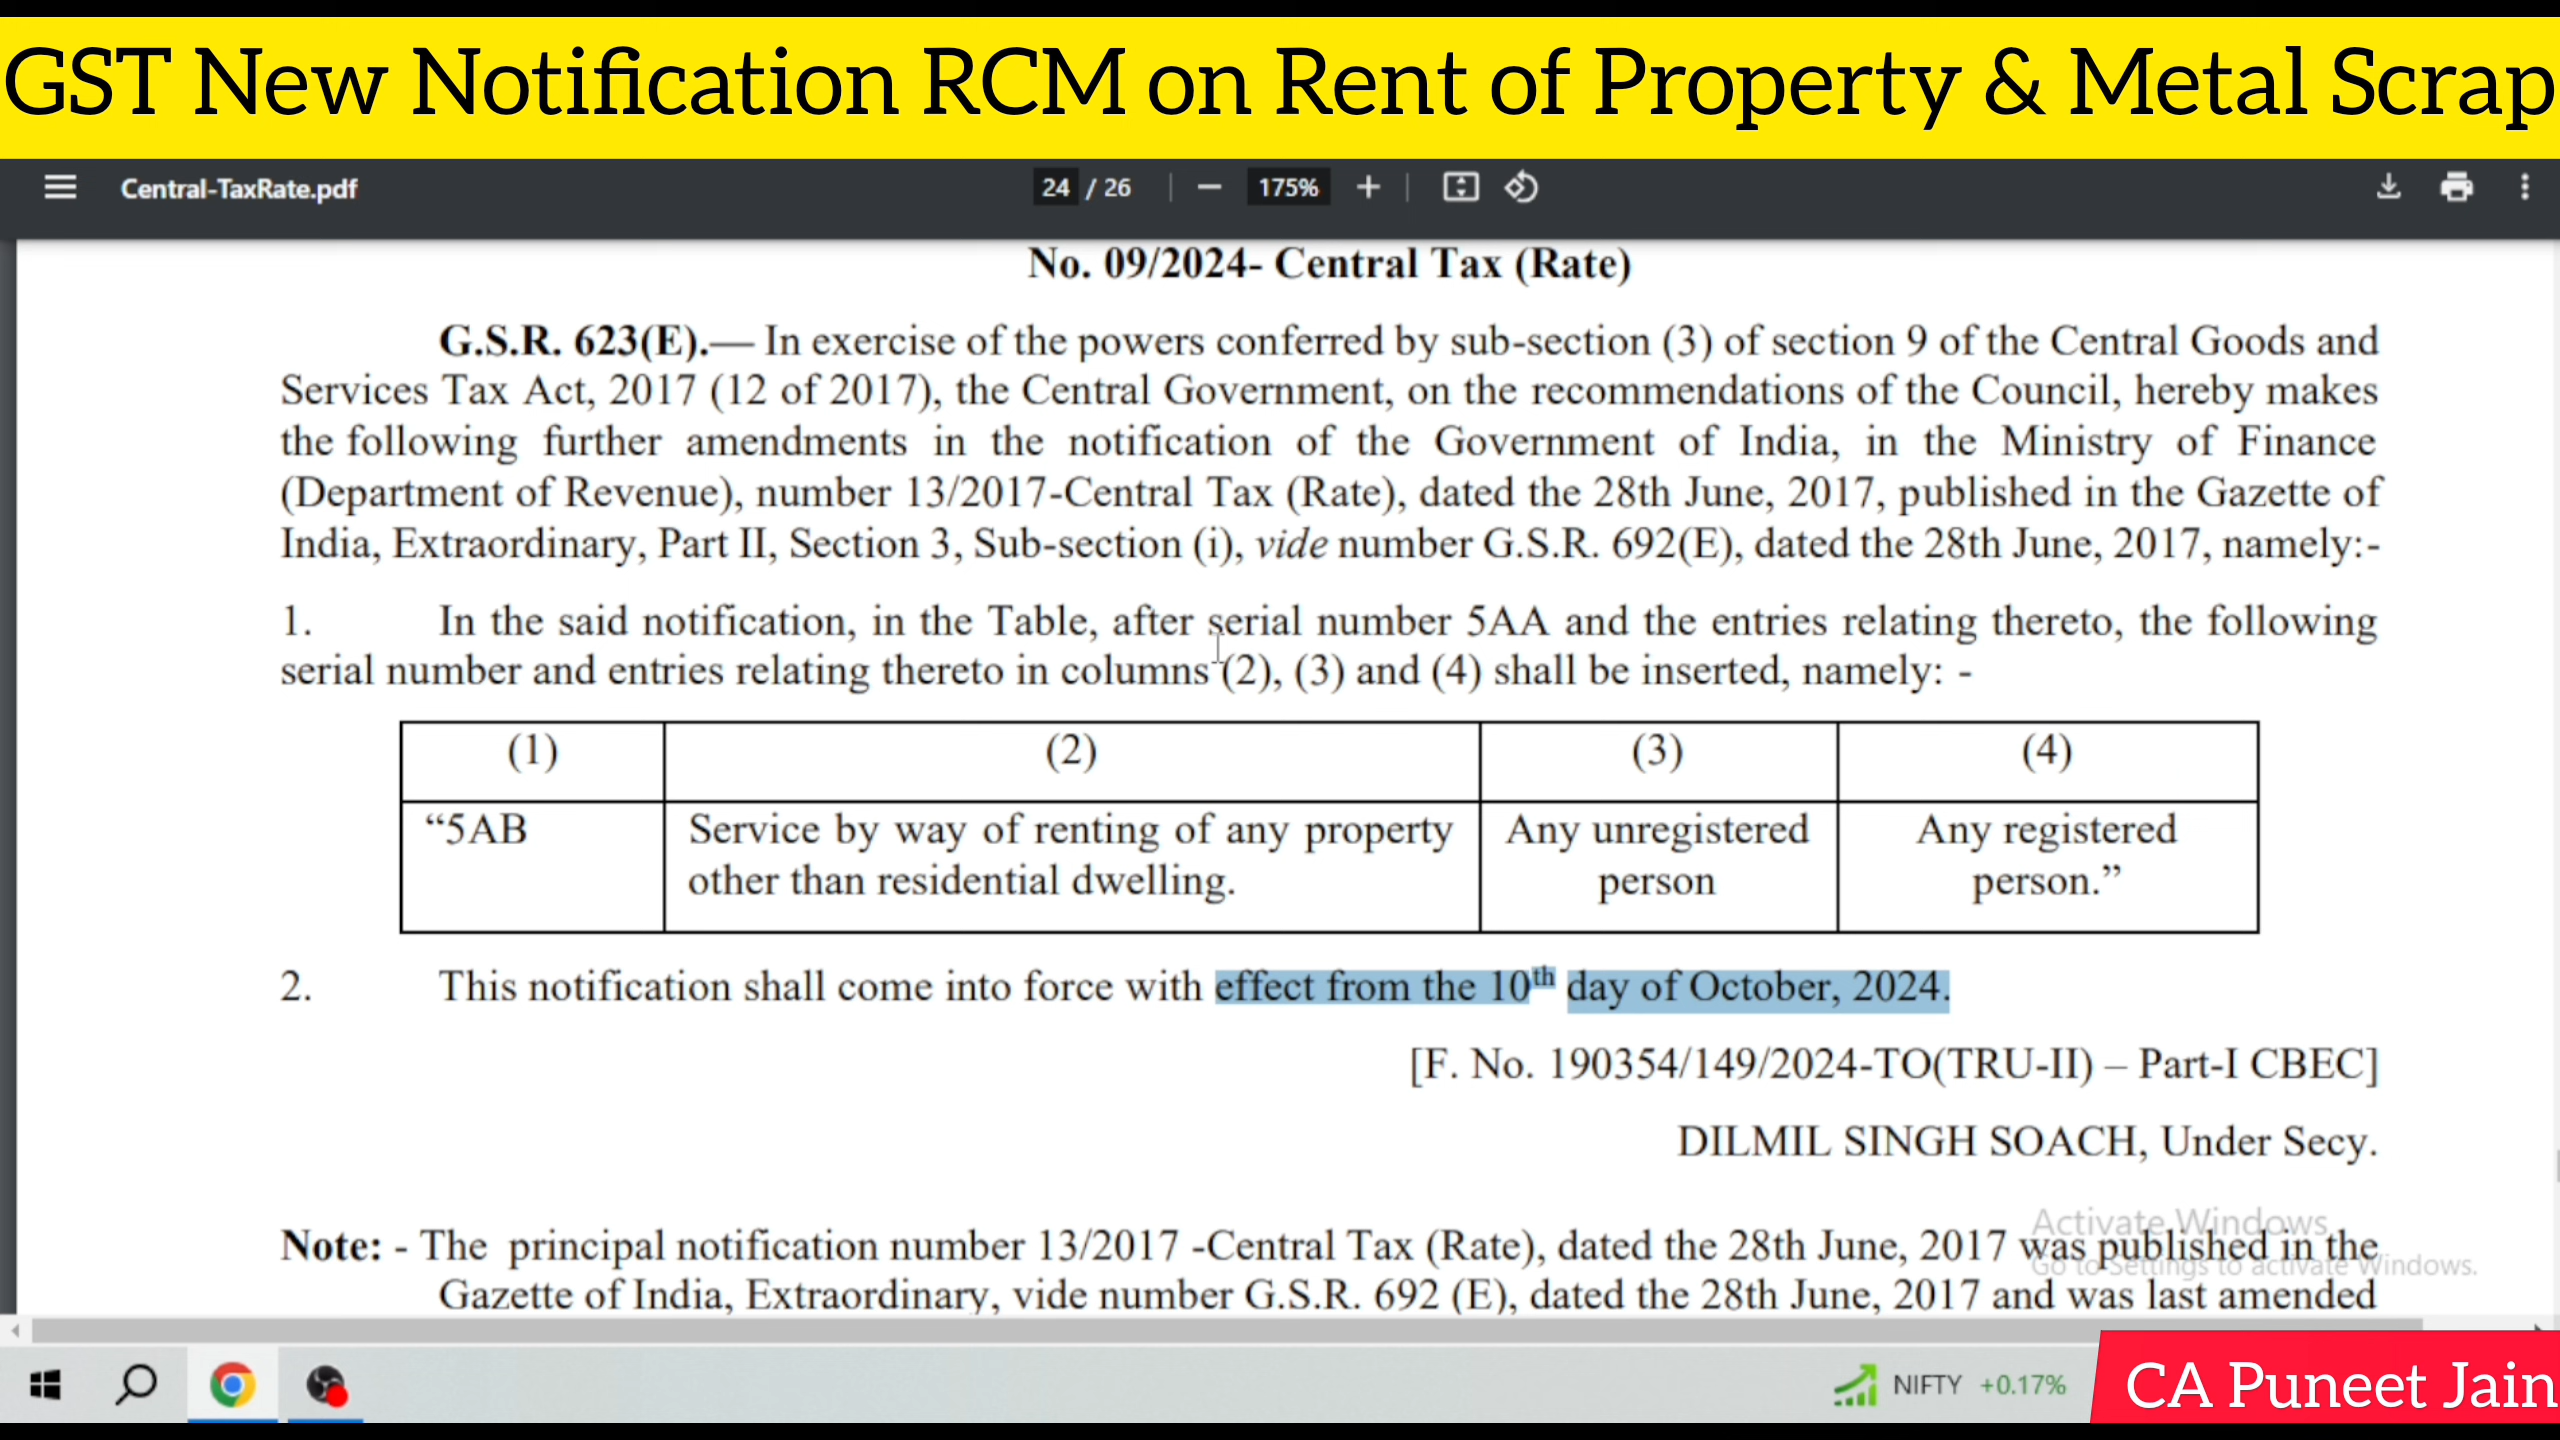 GST New Notification RCM on Rent of Property & Metal Scrap
Central-TaxRate.pdf
24 / 26
175%
No. 09/2024- Central Tax (Rate)
G.S.R. 623(E).— In exercise of the powers conferred by sub-section (3) of section 9 of the Central Goods and
Services Tax Act, 2017 (12 of 2017), the Central Government, on the recommendations of the Council, hereby makes
the following further amendments in the notification of the Government of India, in the Ministry of Finance
(Department of Revenue), number 13/2017-Central Tax (Rate), dated the 28th June, 2017, published in the Gazette of
India, Extraordinary, Part II, Section 3, Sub-section (i), vide number G.S.R. 692(E), dated the 28th June, 2017, namely:-
1. In the said notification, in the Table, after serial number 5AA and the entries relating thereto, the following
serial number and entries relating thereto in columns (2), (3) and (4) shall be inserted, namely: -
(1) (2) (3) (4)
“5AB Service by way of renting of any property Any unregistered Any registered
other than residential dwelling. person person.”
2. This notification shall come into force with effect from the 10th day of October, 2024.
[F. No. 190354/149/2024-TO(TRU-II) – Part-I CBEC]
DILMIL SINGH SOACH, Under Secy.
Activate Windows
Note: - The principal notification number 13/2017 -Central Tax (Rate), dated the 28th June, 2017 was published in the
Go to Settings to activate Windows.
Gazette of India, Extraordinary, vide number G.S.R. 692 (E), dated the 28th June, 2017 and was last amended
NIFTY +0.17%
CA Puneet Jain